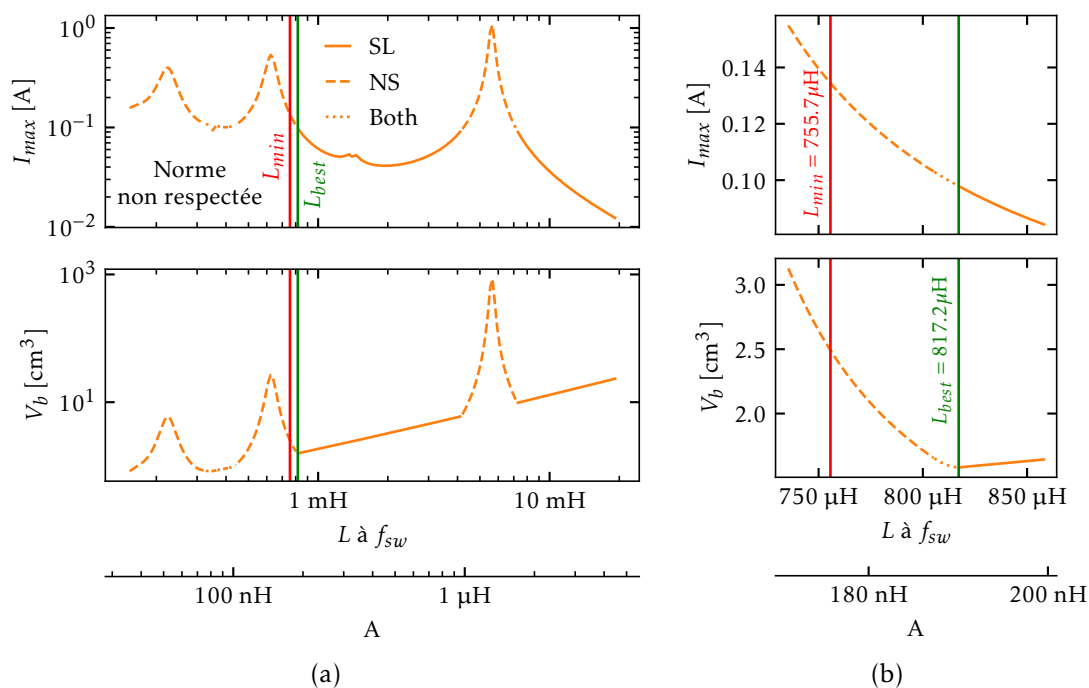 10⁰
10⁻¹
10⁻²
I_max [A]
SL
NS
Both
Norme
non respectée
L_min
L_best
10³
10¹
V_b [cm³]
1 mH
10 mH
L à f_sw
100 nH
1 µH
A
(a)
0.14
0.12
0.10
I_max [A]
L_min = 755.7µH
3.0
2.5
2.0
V_b [cm³]
L_best = 817.2µH
750 µH
800 µH
850 µH
L à f_sw
180 nH
200 nH
A
(b)